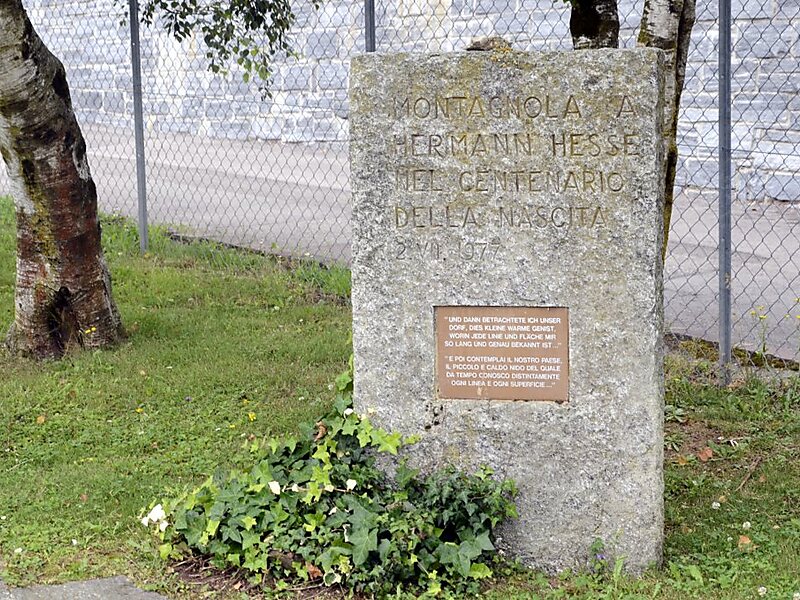 MONTAGNOLA A
HERMANN HESSE
NEL CENTENARIO
DELLA NASCITA
2.VII.1977
"UND DANN BETRACHTETE ICH UNSER
DORF, DIES KLEINE WARME GENIST,
WORIN JEDE LINIE UND FLÄCHE MIR
SO LANG UND GENAU BEKANNT IST..."
"E POI CONTEMPLAI IL NOSTRO PAESE,
IL PICCOLO E CALDO NIDO DEL QUALE
DA TEMPO CONOSCO DISTINTAMENTE
OGNI LINEA E OGNI SUPERFICIE..."